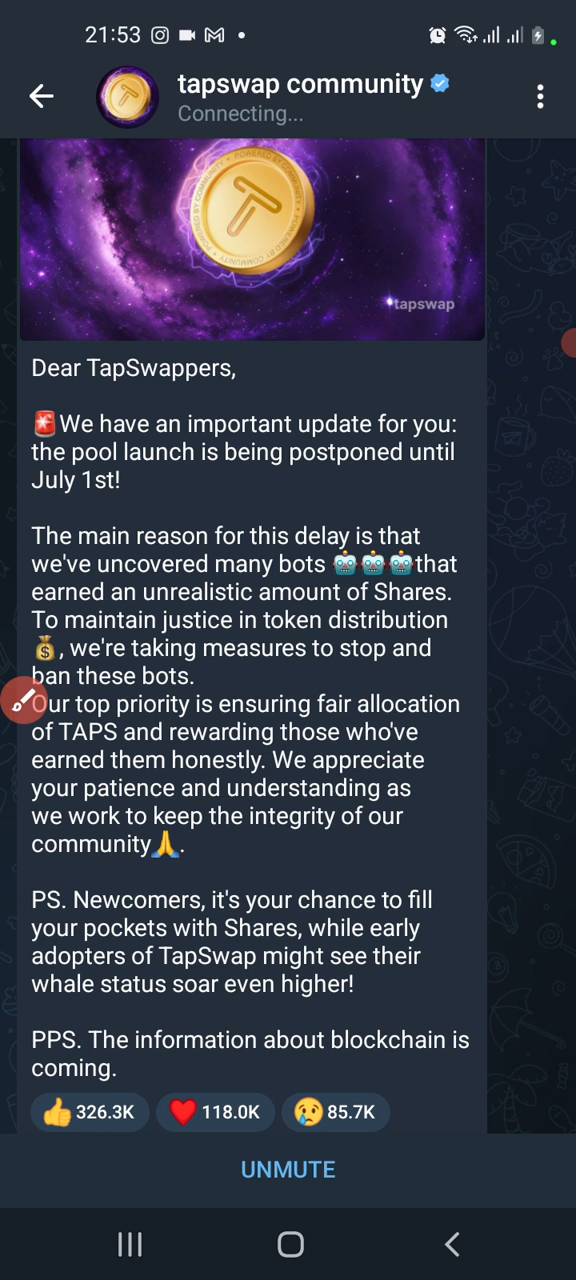 21:53
tapswap community
Connecting...
POWERED BY COMMUNITY
POWERED BY COMMUNITY
tapswap
Dear TapSwappers,
🚨We have an important update for you:
the pool launch is being postponed until
July 1st!
The main reason for this delay is that
we've uncovered many bots 🤖🤖🤖that
earned an unrealistic amount of Shares.
To maintain justice in token distribution
💰, we're taking measures to stop and
ban these bots.
Our top priority is ensuring fair allocation
of TAPS and rewarding those who've
earned them honestly. We appreciate
your patience and understanding as
we work to keep the integrity of our
community🙏.
PS. Newcomers, it's your chance to fill
your pockets with Shares, while early
adopters of TapSwap might see their
whale status soar even higher!
PPS. The information about blockchain is
coming.
👍 326.3K ❤️ 118.0K 😢 85.7K
UNMUTE